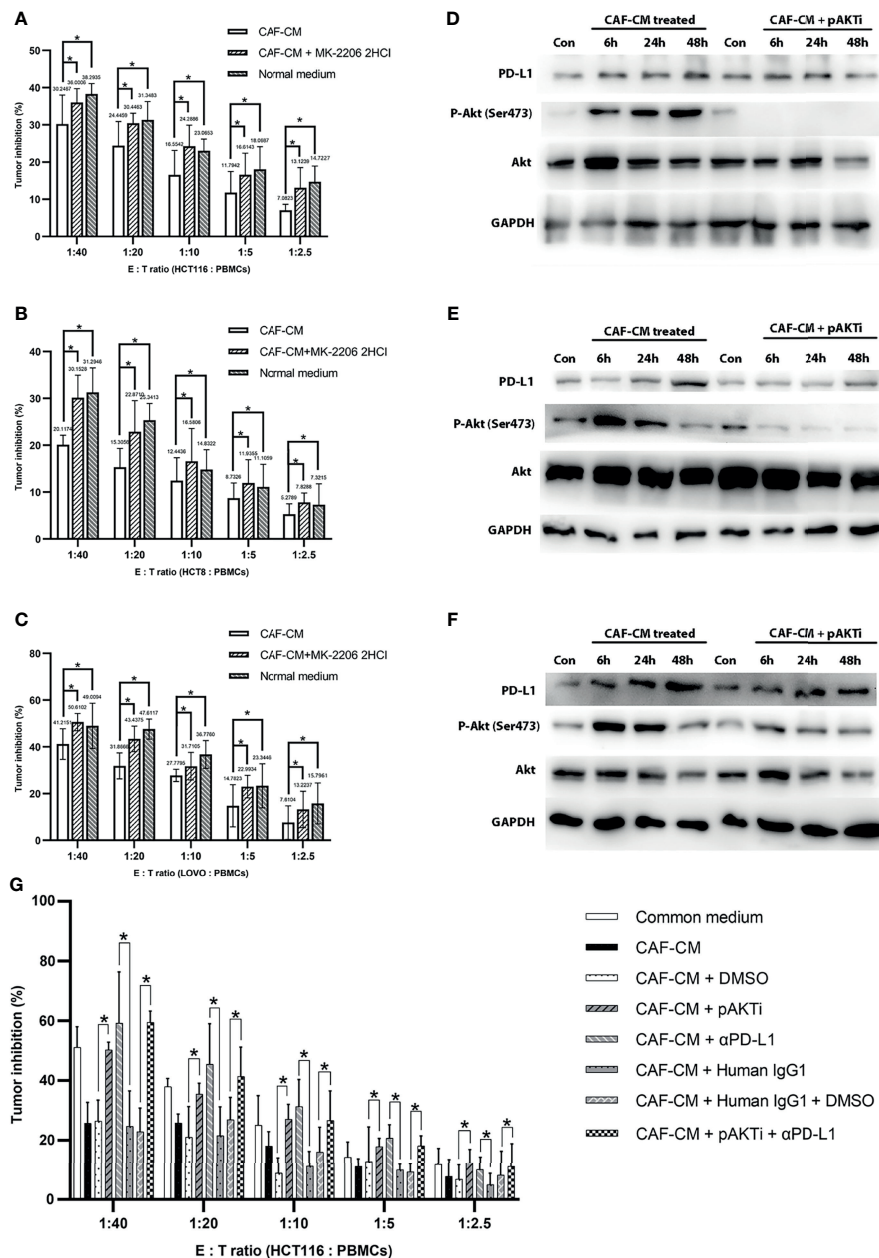 A
CAF-CM
CAF-CM + MK-2206 2HCl
Normal medium
Tumor inhibition (%)
50
40
30
20
10
0
* * * * * * * * * *
30.2467 36.0008 38.2935
24.4459 30.4463 31.3483
16.5542 24.2886 23.0653
11.7942 16.6143 18.0887
7.0823 13.1239 14.7227
1:40 1:20 1:10 1:5 1:2.5
E : T ratio (HCT116 : PBMCs)
B
CAF-CM
CAF-CM+MK-2206 2HCl
Normal medium
Tumor inhibition (%)
40
30
20
10
0
* * * * * * * * * *
20.1174 30.1528 31.2946
15.3056 22.8710 25.3413
12.4436 16.5808 14.8322
8.7326 11.9355 11.1059
5.2789 7.8288 7.3215
1:40 1:20 1:10 1:5 1:2.5
E : T ratio (HCT8 : PBMCs)
C
CAF-CM
CAF-CM+MK-2206 2HCl
Normal medium
Tumor inhibition (%)
80
60
40
20
0
* * * * * * * * * *
41.2151 50.6102 49.0094
31.8666 43.4375 47.6117
27.7795 31.7105 36.7760
14.7823 22.9934 23.3446
7.8104 13.2237 15.7961
1:40 1:20 1:10 1:5 1:2.5
E : T ratio (LOVO : PBMCs)
D
CAF-CM treated CAF-CM + pAKTi
Con 6h 24h 48h Con 6h 24h 48h
PD-L1
P-Akt (Ser473)
Akt
GAPDH
E
CAF-CM treated CAF-CM + pAKTi
Con 6h 24h 48h Con 6h 24h 48h
PD-L1
P-Akt (Ser473)
Akt
GAPDH
F
CAF-CM treated CAF-CM + pAKTi
Con 6h 24h 48h Con 6h 24h 48h
PD-L1
P-Akt (Ser473)
Akt
GAPDH
G
Tumor inhibition (%)
100
80
60
40
20
0
* * * * * * * * * * * * * * *
1:40 1:20 1:10 1:5 1:2.5
E : T ratio (HCT116 : PBMCs)
Common medium
CAF-CM
CAF-CM + DMSO
CAF-CM + pAKTi
CAF-CM + αPD-L1
CAF-CM + Human IgG1
CAF-CM + Human IgG1 + DMSO
CAF-CM + pAKTi + αPD-L1